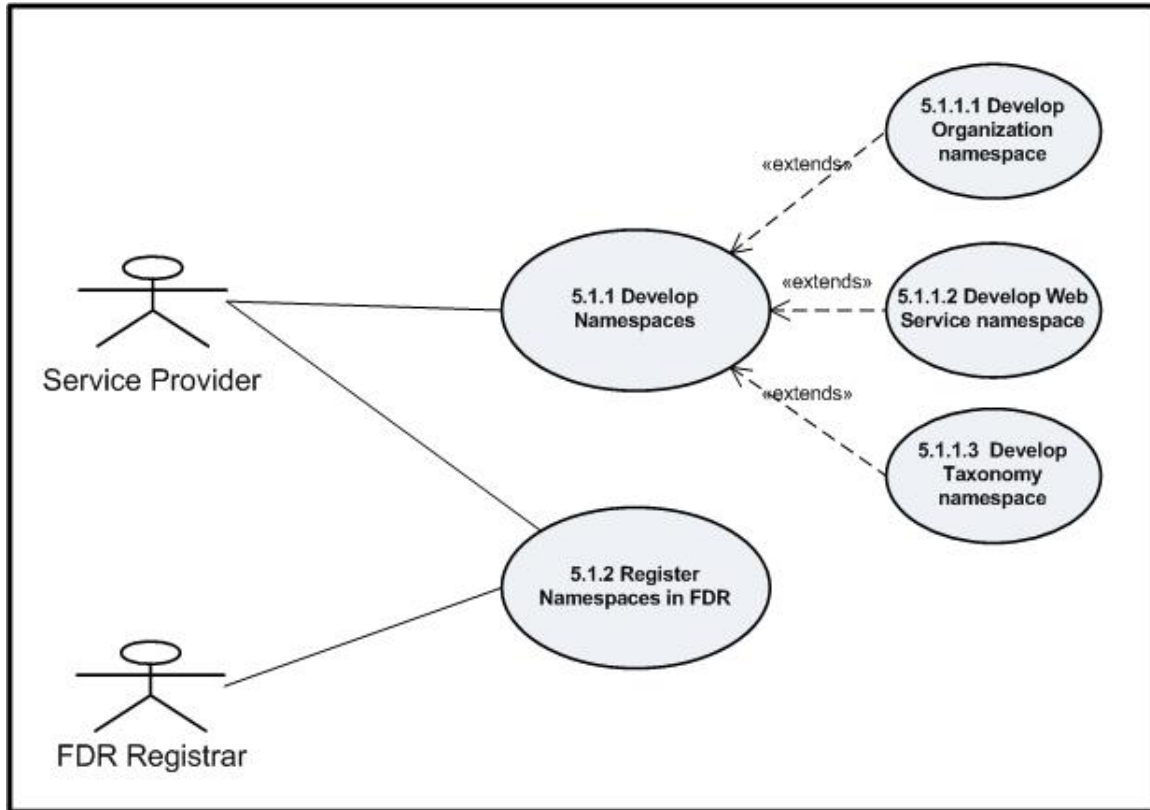 5.1.1.1 Develop
Organization
namespace
«extends»
5.1.1 Develop
Namespaces
«extends»
5.1.1.2 Develop Web
Service namespace
Service Provider
«extends»
5.1.1.3 Develop
Taxonomy
namespace
5.1.2 Register
Namespaces in FDR
FDR Registrar